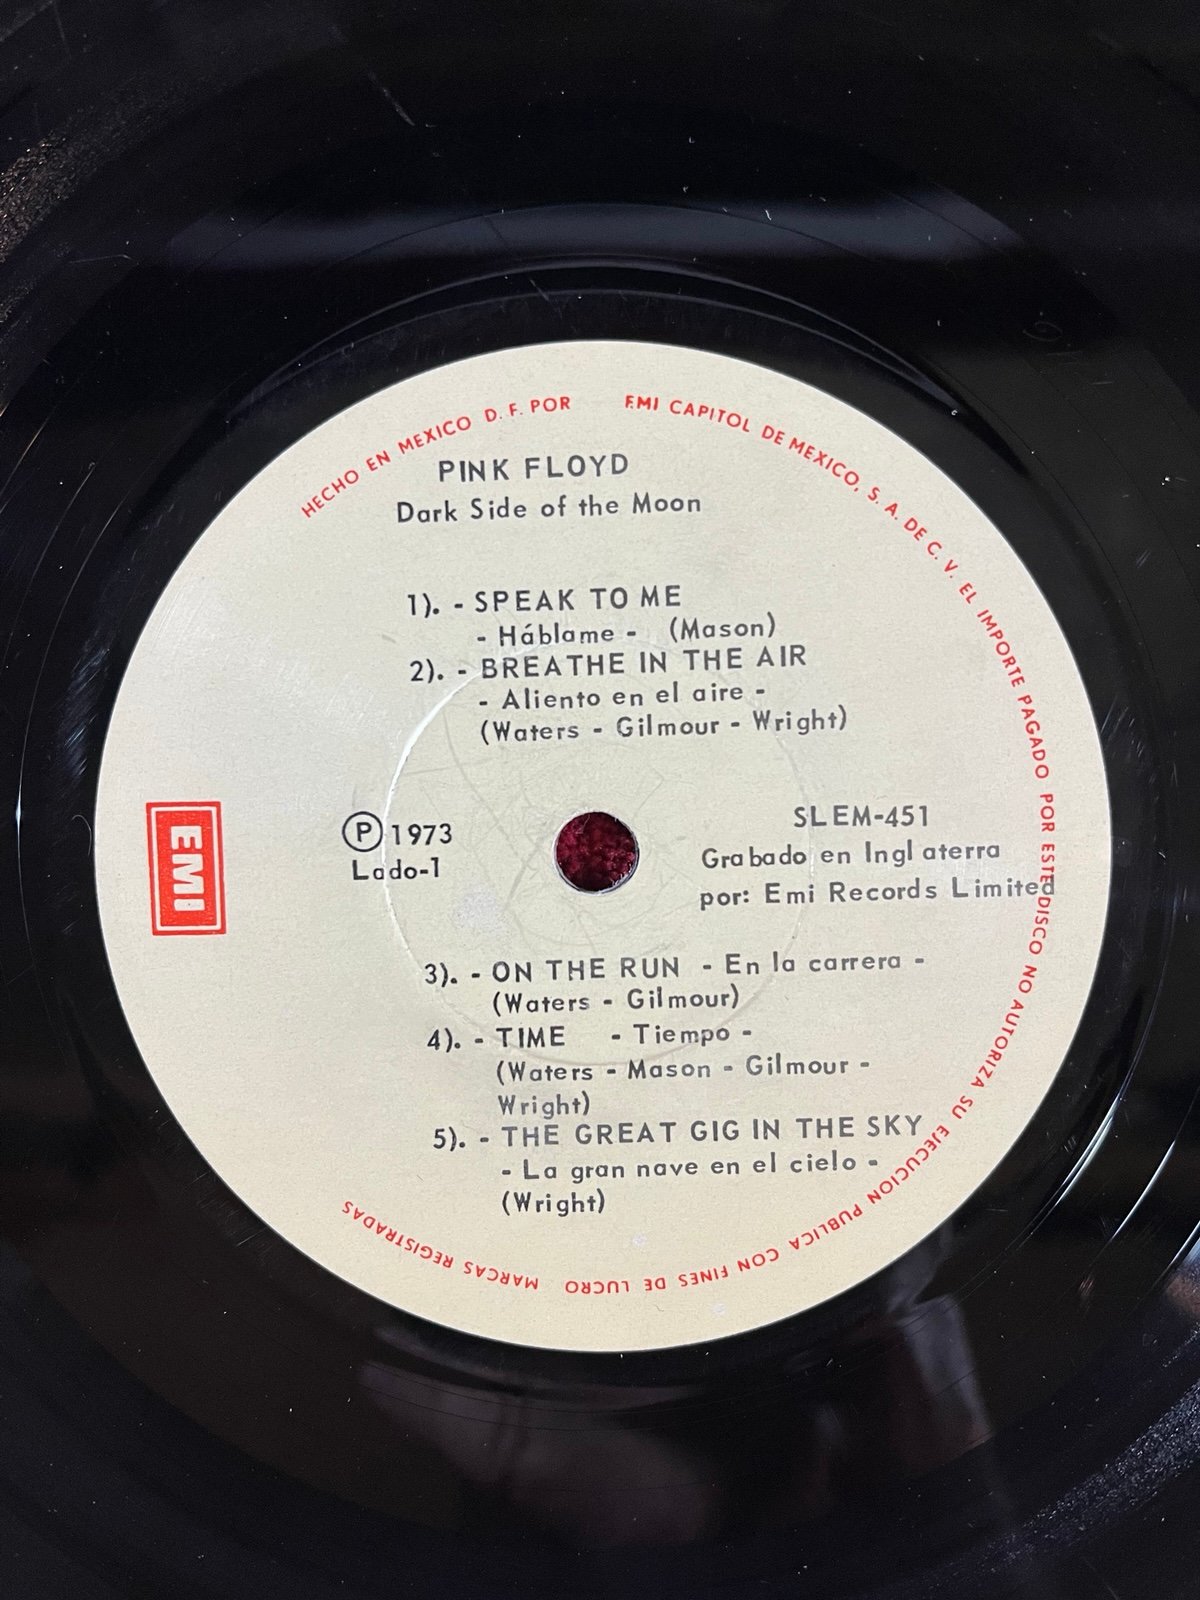 HECHO EN MEXICO D. F. POR EMI CAPITOL DE MEXICO, S. A. DE C. V. EL IMPORTE PAGADO POR ESTE DISCO NO AUTORIZA SU EJECUCION PUBLICA CON FINES DE LUCRO MARCAS REGISTRADAS
PINK FLOYD
Dark Side of the Moon
1). - SPEAK TO ME
- Háblame - (Mason)
2). - BREATHE IN THE AIR
- Aliento en el aire -
(Waters - Gilmour - Wright)
EMI
Ⓟ 1973
Lado-1
SLEM-451
Grabado en Inglaterra
por: Emi Records Limited
3). - ON THE RUN - En la carrera -
(Waters - Gilmour)
4). - TIME - Tiempo -
(Waters - Mason - Gilmour -
Wright)
5). - THE GREAT GIG IN THE SKY
- La gran nave en el cielo -
(Wright)